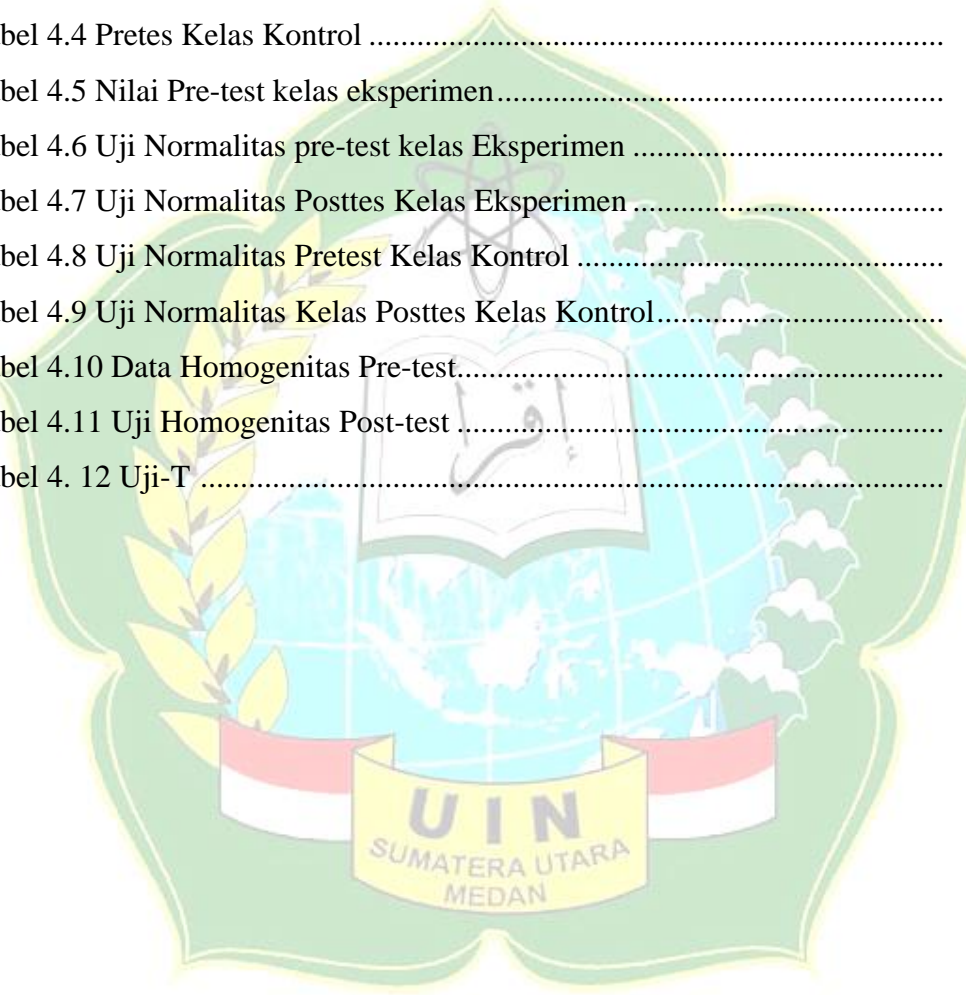 bel 4.4 Pretes Kelas Kontrol ........................................................................
bel 4.5 Nilai Pre-test kelas eksperimen........................................................
bel 4.6 Uji Normalitas pre-test kelas Eksperimen .......................................
bel 4.7 Uji Normalitas Posttes Kelas Eksperimen .......................................
bel 4.8 Uji Normalitas Pretest Kelas Kontrol ..............................................
bel 4.9 Uji Normalitas Kelas Posttes Kelas Kontrol....................................
bel 4.10 Data Homogenitas Pre-test.............................................................
bel 4.11 Uji Homogenitas Post-test .............................................................
bel 4. 12 Uji-T .............................................................................................
إقرأ
UIN
SUMATERA UTARA
MEDAN